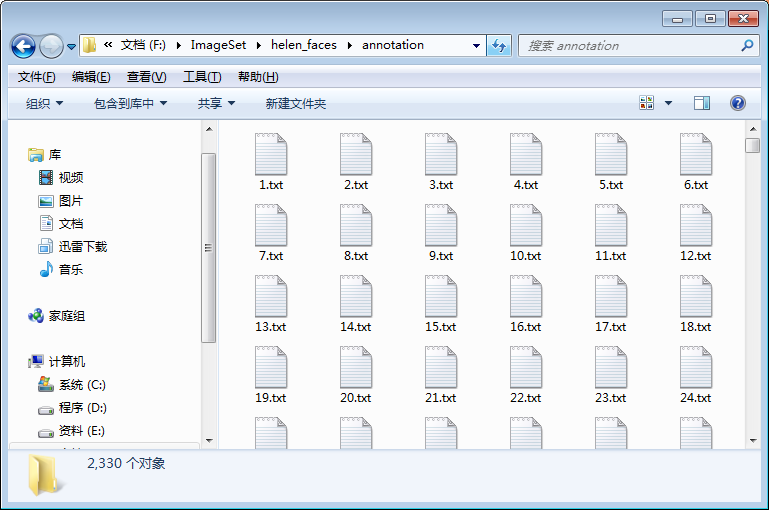 « 文档 (F:) ▸ ImageSet ▸ helen_faces ▸ annotation
搜索 annotation
文件(F) 编辑(E) 查看(V) 工具(T) 帮助(H)
组织 包含到库中 共享 新建文件夹
库
视频
图片
文档
迅雷下载
音乐
家庭组
计算机
系统 (C:)
程序 (D:)
资料 (E:)
1.txt 2.txt 3.txt 4.txt 5.txt 6.txt
7.txt 8.txt 9.txt 10.txt 11.txt 12.txt
13.txt 14.txt 15.txt 16.txt 17.txt 18.txt
19.txt 20.txt 21.txt 22.txt 23.txt 24.txt
2,330 个对象